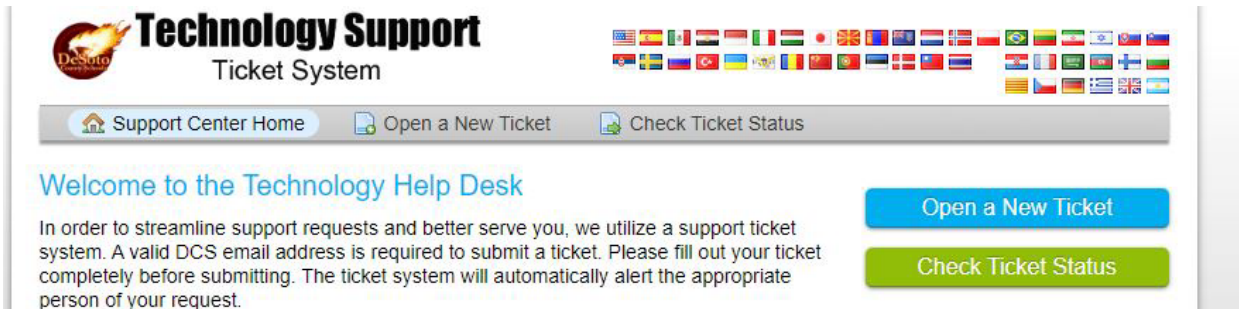 Technology Support
Ticket System
DeSoto
County Schools
Support Center Home
Open a New Ticket
Check Ticket Status
Welcome to the Technology Help Desk
In order to streamline support requests and better serve you, we utilize a support ticket
system. A valid DCS email address is required to submit a ticket. Please fill out your ticket
completely before submitting. The ticket system will automatically alert the appropriate
person of your request.
Open a New Ticket
Check Ticket Status